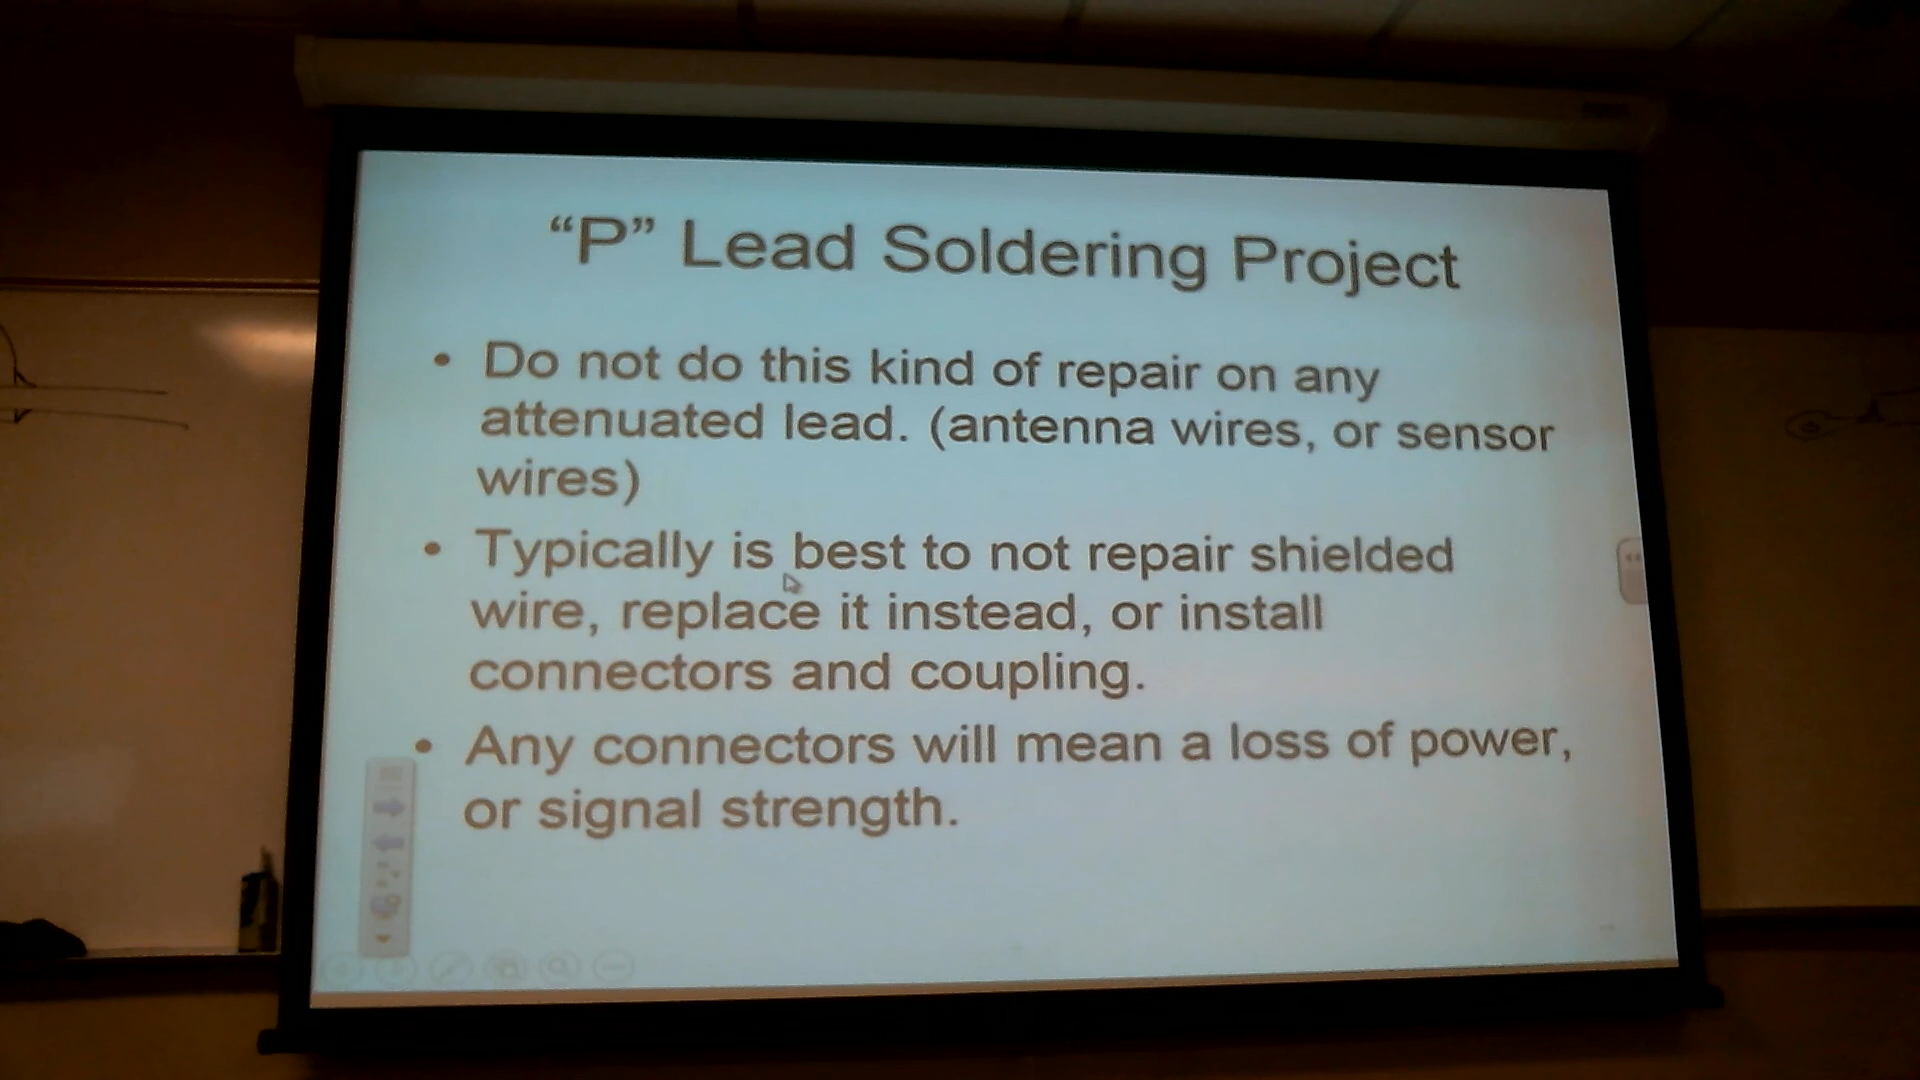 “P” Lead Soldering Project
• Do not do this kind of repair on any
attenuated lead. (antenna wires, or sensor
wires)
• Typically is best to not repair shielded
wire, replace it instead, or install
connectors and coupling.
• Any connectors will mean a loss of power,
or signal strength.